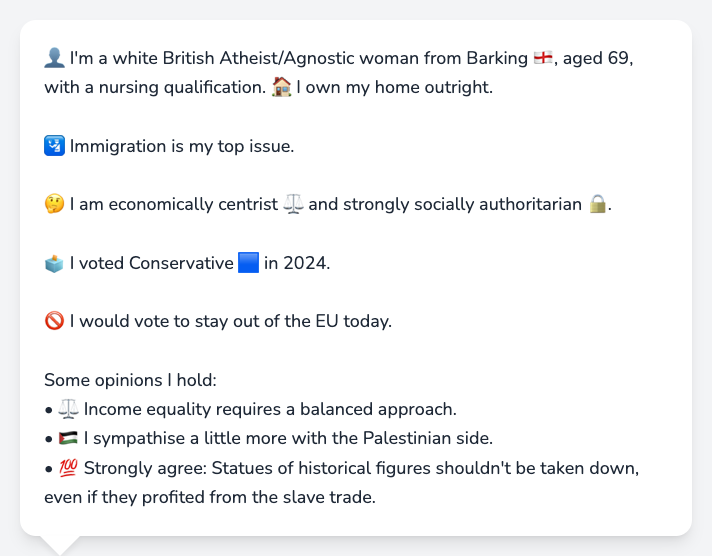 👤 I'm a white British Atheist/Agnostic woman from Barking 🏴󠁧󠁢󠁥󠁮󠁧󠁿, aged 69,
with a nursing qualification. 🏠 I own my home outright.
🛂 Immigration is my top issue.
🤔 I am economically centrist ⚖️ and strongly socially authoritarian 🔒.
🗳️ I voted Conservative 🟦 in 2024.
🚫 I would vote to stay out of the EU today.
Some opinions I hold:
• ⚖️ Income equality requires a balanced approach.
• 🇵🇸 I sympathise a little more with the Palestinian side.
• 💯 Strongly agree: Statues of historical figures shouldn't be taken down,
even if they profited from the slave trade.